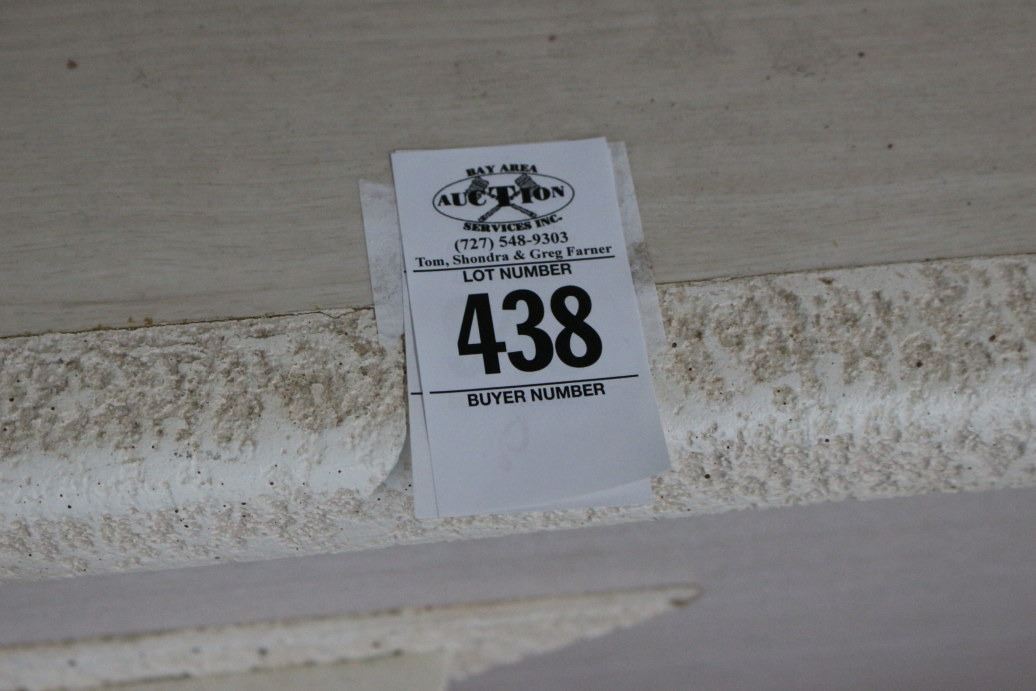 BAY AREA
AUCTION
SERVICES INC.
(727) 548-9303
Tom, Shondra & Greg Farner
LOT NUMBER
438
BUYER NUMBER